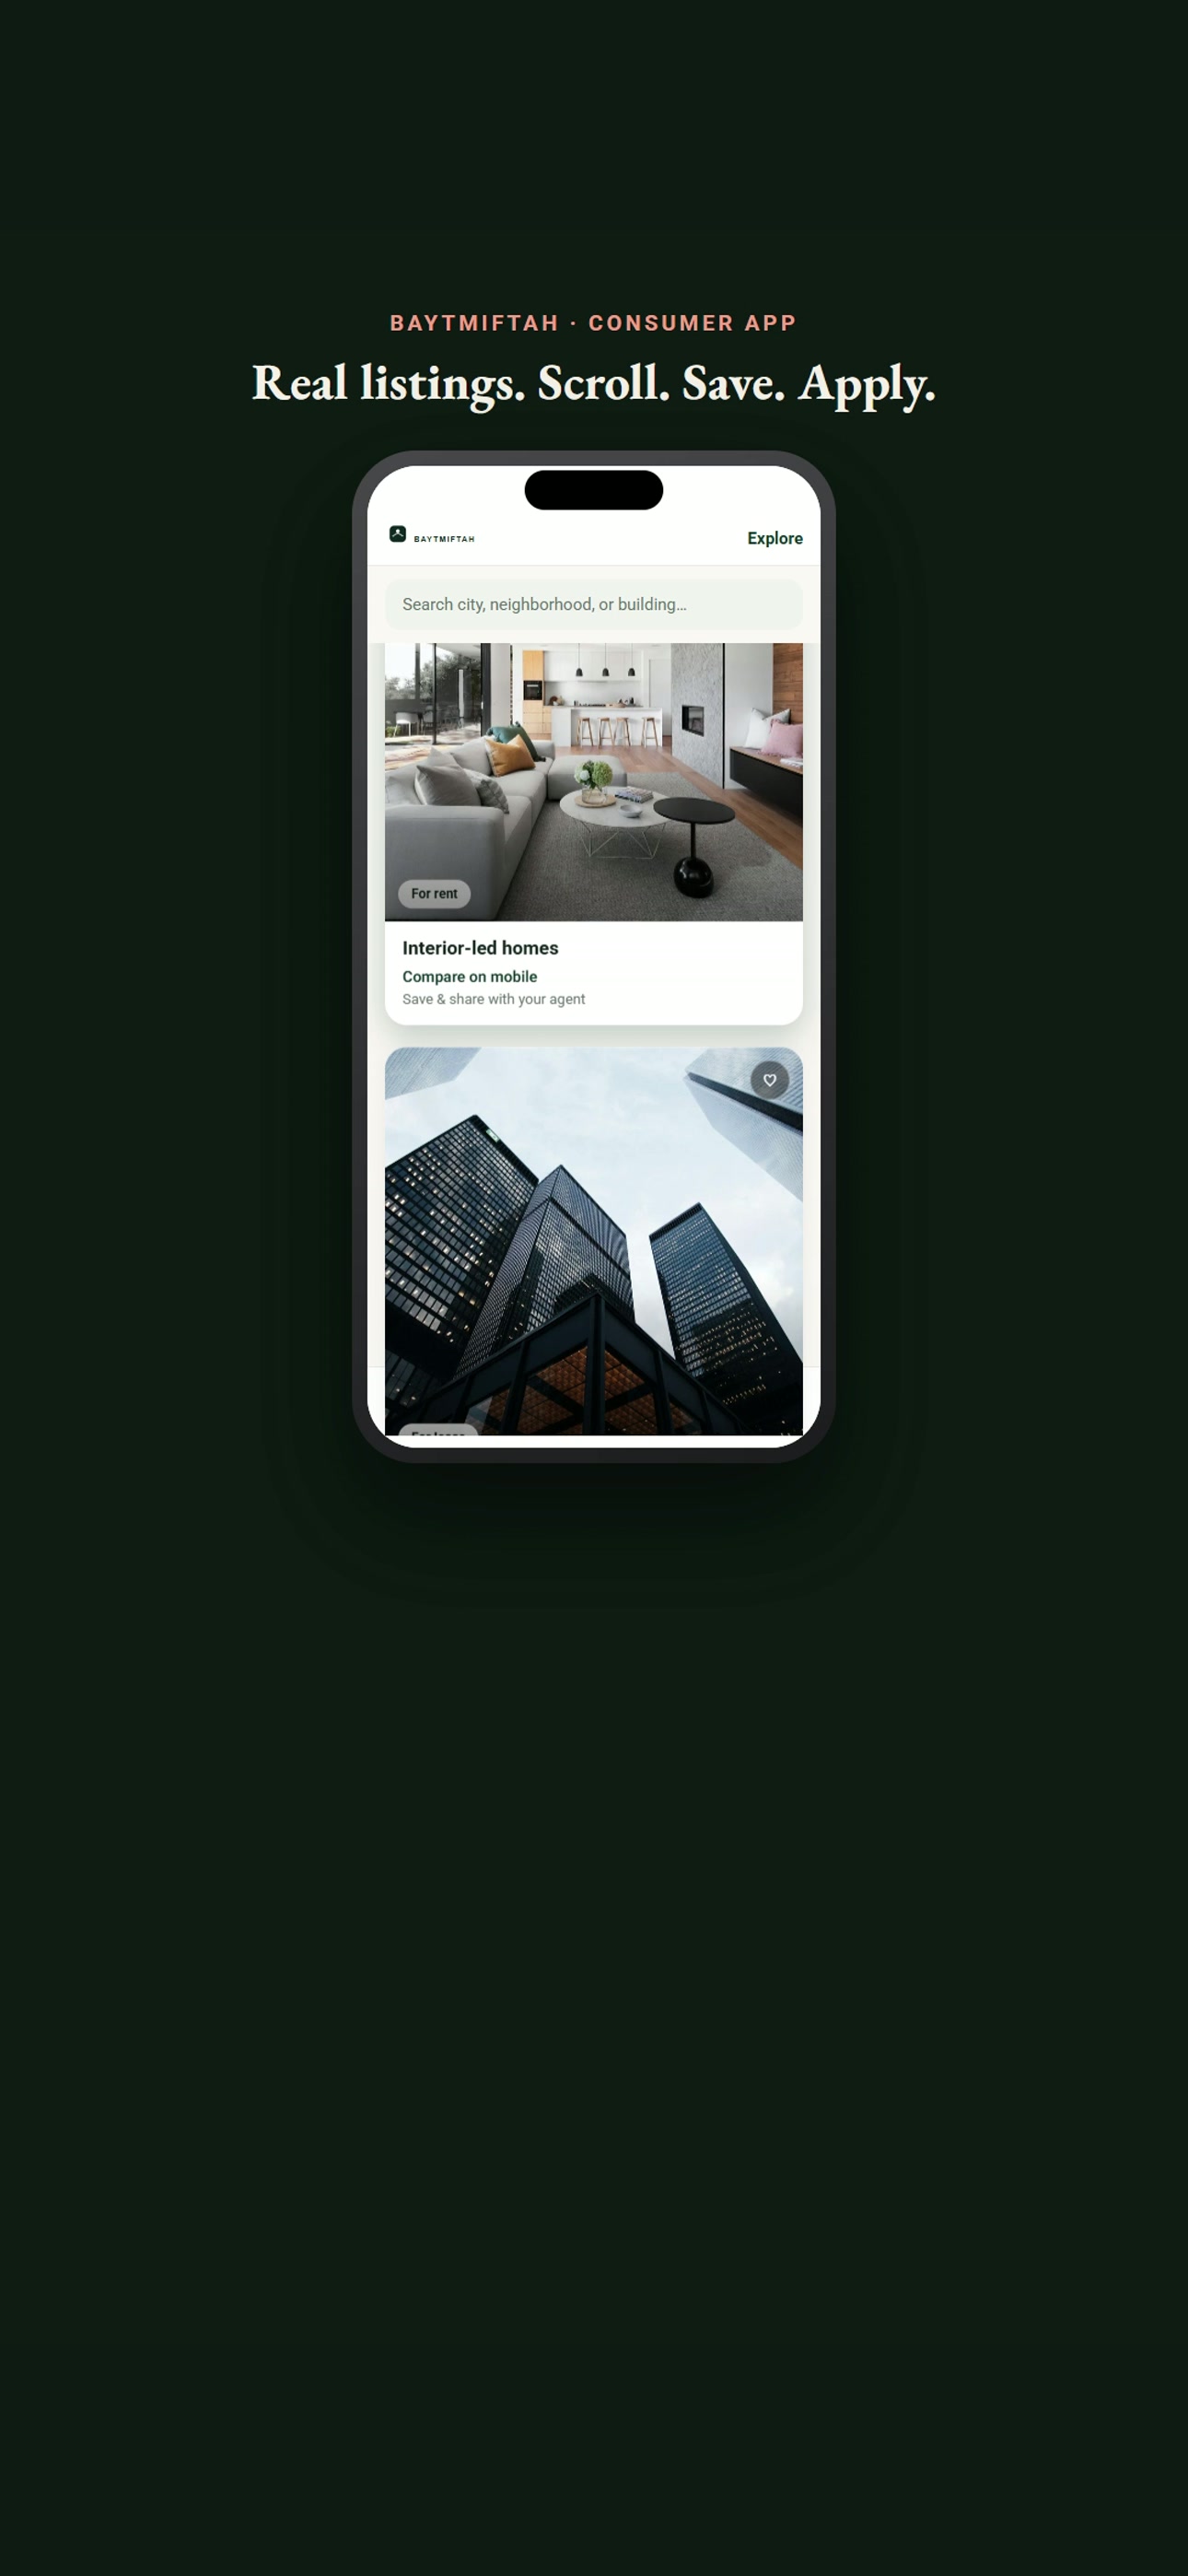 BAYTMIFTAH · CONSUMER APP
Real listings. Scroll. Save. Apply.
BAYTMIFTAH
Explore
Search city, neighborhood, or building...
For rent
Interior-led homes
Compare on mobile
Save & share with your agent